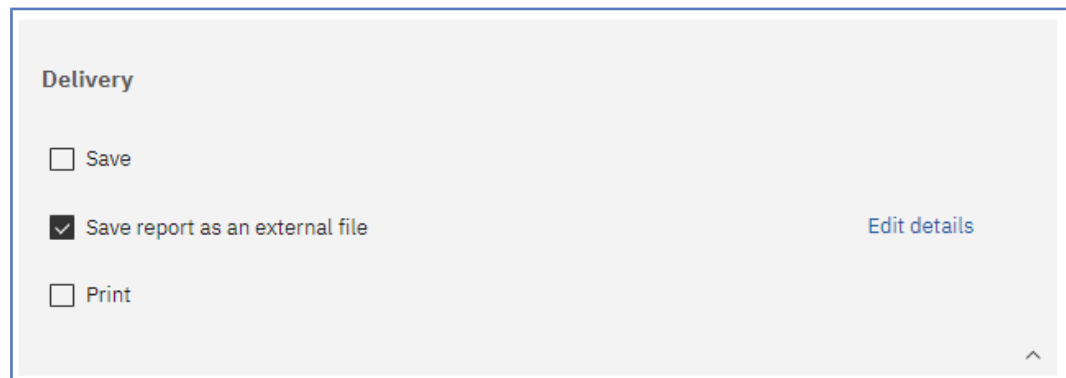 Delivery
Save
Save report as an external file Edit details
Print